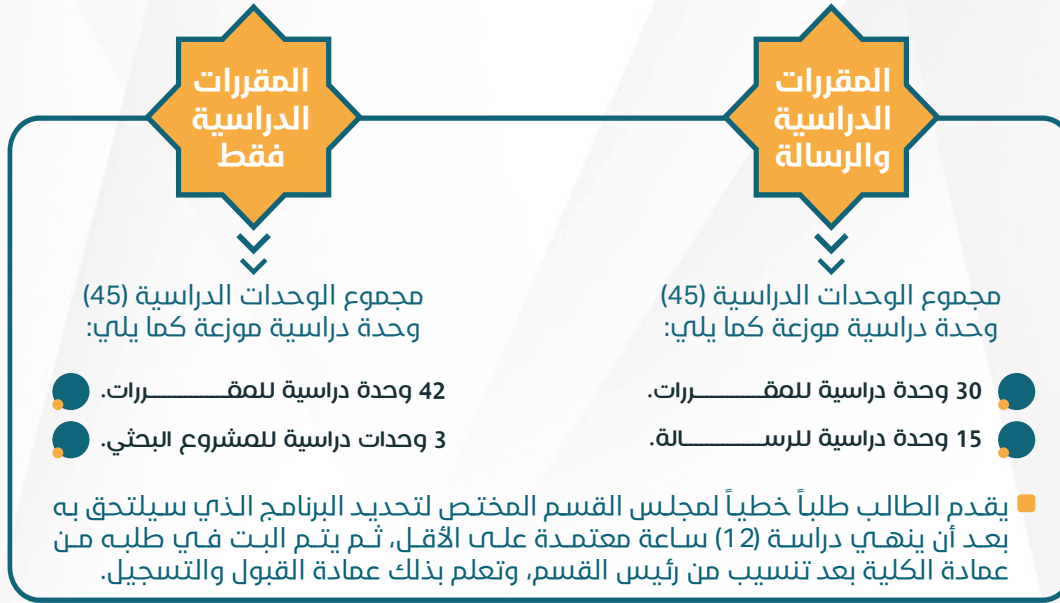 المقررات
الدراسية
والرسالة
مجموع الوحدات الدراسية (45)
وحدة دراسية موزعة كما يلي:
30 وحدة دراسية للمقـــــــــررات.
15 وحدة دراسية للرســـــــــالة.
المقررات
الدراسية
فقط
مجموع الوحدات الدراسية (45)
وحدة دراسية موزعة كما يلي:
42 وحدة دراسية للمقـــــــــررات.
3 وحدات دراسية للمشروع البحثي.
يقدم الطالب طلباً خطياً لمجلس القسم المختص لتحديد البرنامج الذي سيلتحق به
بعد أن ينهي دراسة (12) ساعة معتمدة على الأقل، ثم يتم البت في طلبه من
عمادة الكلية بعد تنسيب من رئيس القسم، وتعلم بذلك عمادة القبول والتسجيل.